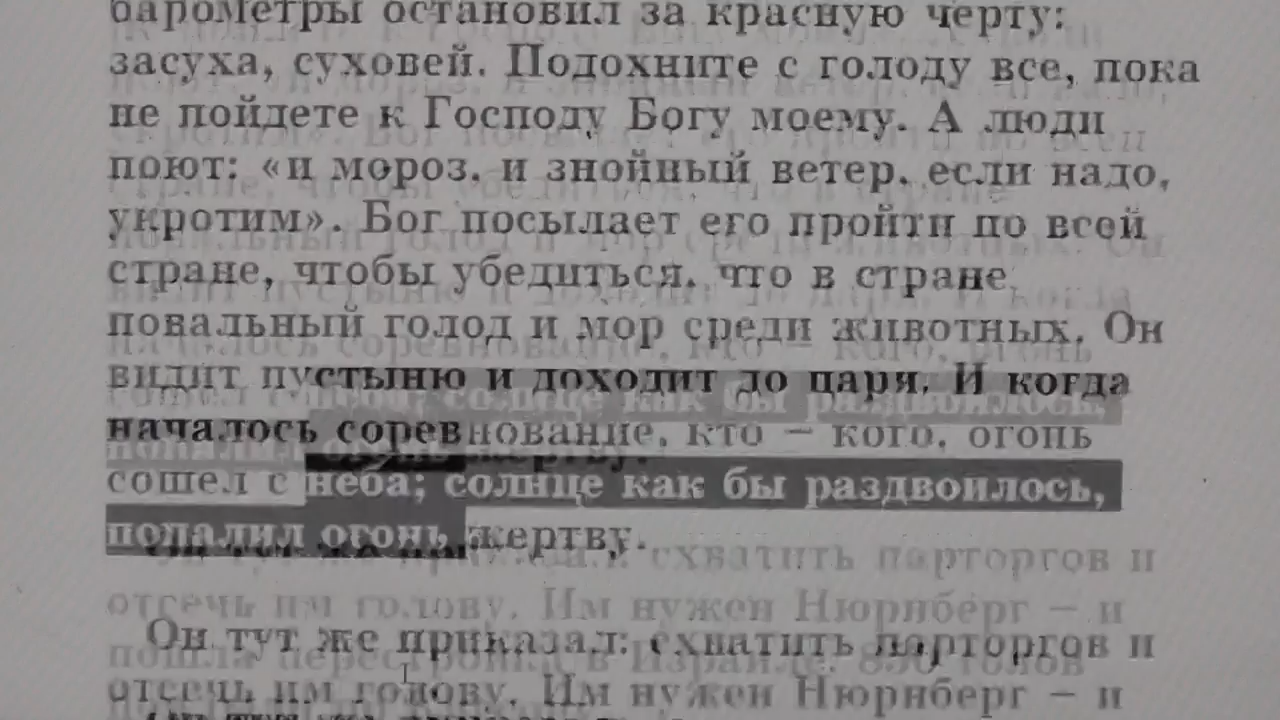 барометры остановил за красную черту:
засуха, суховей. Подохните с голоду все, пока
не пойдете к Господу Богу моему. А люди
поют: «и мороз, и знойный ветер, если надо,
укротим». Бог посылает его пройти по всей
стране, чтобы убедиться, что в стране
повальный голод и мор среди животных. Он
видит пустыню и доходит до царя. И когда
началось соревнование, кто – кого, огонь
сошел с неба; солнце как бы раздвоилось,
попалил огонь жертву.
Он тут же приказал: схватить парторгов и
отсечь им голову. Им нужен Нюрнберг – и